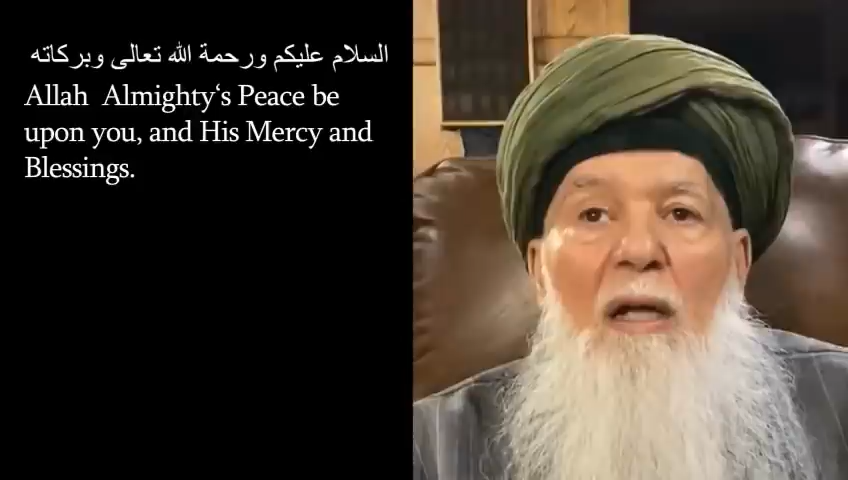 السلام عليكم ورحمة الله تعالى وبركاته
Allah  Almighty‘s Peace be
upon you, and His Mercy and
Blessings.